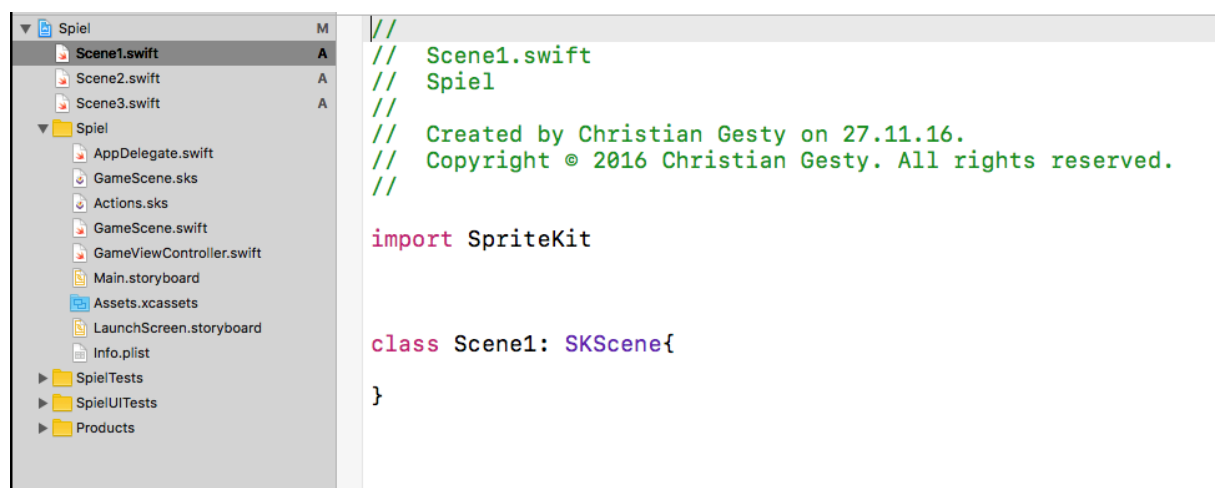 Spiel M
Scene1.swift A
Scene2.swift A
Scene3.swift A
Spiel
AppDelegate.swift
GameScene.sks
Actions.sks
GameScene.swift
GameViewController.swift
Main.storyboard
Assets.xcassets
LaunchScreen.storyboard
Info.plist
SpielTests
SpielUITests
Products
//
//  Scene1.swift
//  Spiel
//
//  Created by Christian Gesty on 27.11.16.
//  Copyright © 2016 Christian Gesty. All rights reserved.
//
import SpriteKit
class Scene1: SKScene{
}